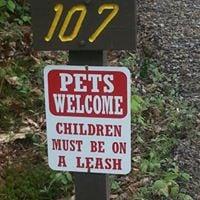 107
PETS
WELCOME
CHILDREN
MUST BE ON
A LEASH